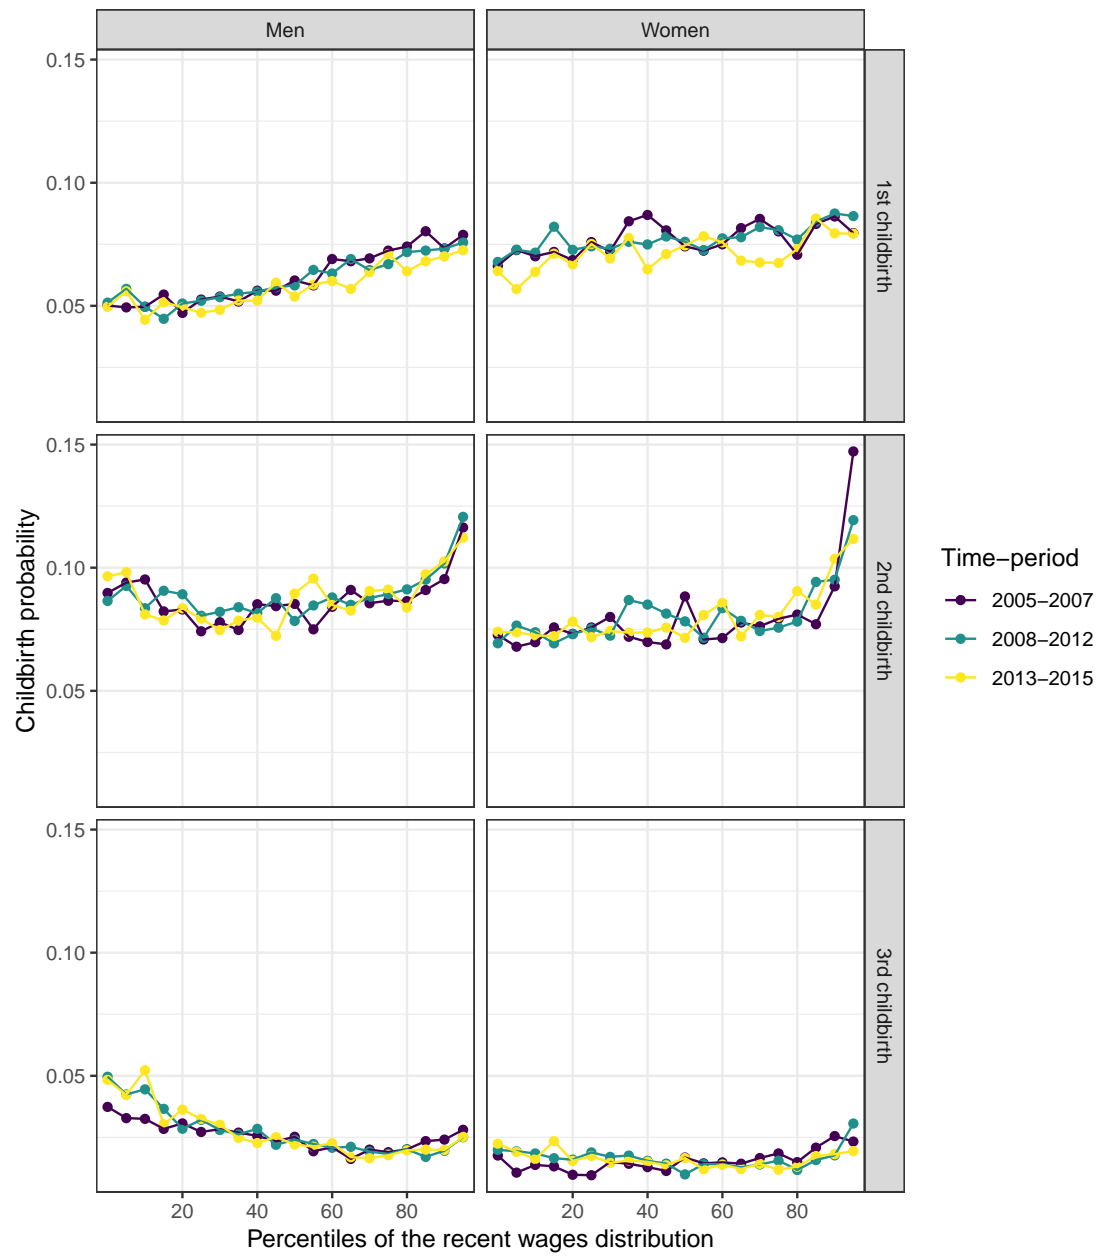 Men
Women
0.15
0.10
0.05
1st childbirth
0.15
0.10
0.05
2nd childbirth
0.15
0.10
0.05
3rd childbirth
20
40
60
80
20
40
60
80
Percentiles of the recent wages distribution
Childbirth probability
Time−period
2005−2007
2008−2012
2013−2015